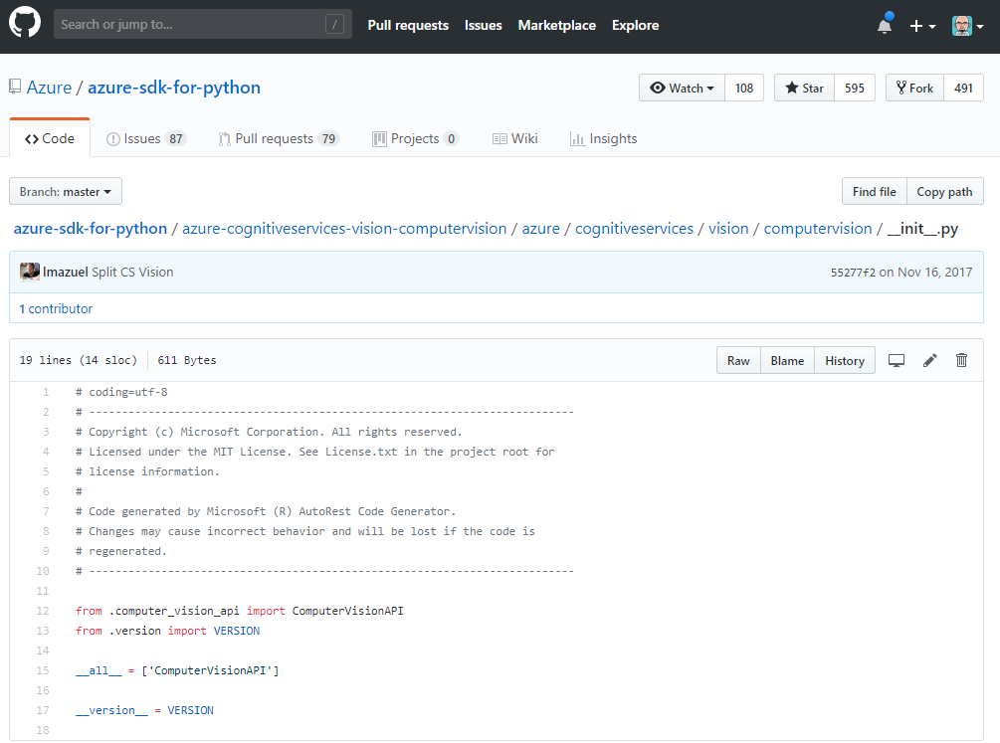 Search or jump to... /
Pull requests Issues Marketplace Explore
Azure / azure-sdk-for-python
Watch 108 Star 595 Fork 491
Code Issues 87 Pull requests 79 Projects 0 Wiki Insights
Branch: master Find file Copy path
azure-sdk-for-python / azure-cognitiveservices-vision-computervision / azure / cognitiveservices / vision / computervision / __init__.py
lmazuel Split CS Vision 55277f2 on Nov 16, 2017
1 contributor
19 lines (14 sloc) 611 Bytes Raw Blame History
1 # coding=utf-8
2 # --------------------------------------------------------------------------
3 # Copyright (c) Microsoft Corporation. All rights reserved.
4 # Licensed under the MIT License. See License.txt in the project root for
5 # license information.
6 #
7 # Code generated by Microsoft (R) AutoRest Code Generator.
8 # Changes may cause incorrect behavior and will be lost if the code is
9 # regenerated.
10 # --------------------------------------------------------------------------
11
12 from .computer_vision_api import ComputerVisionAPI
13 from .version import VERSION
14
15 __all__ = ['ComputerVisionAPI']
16
17 __version__ = VERSION
18